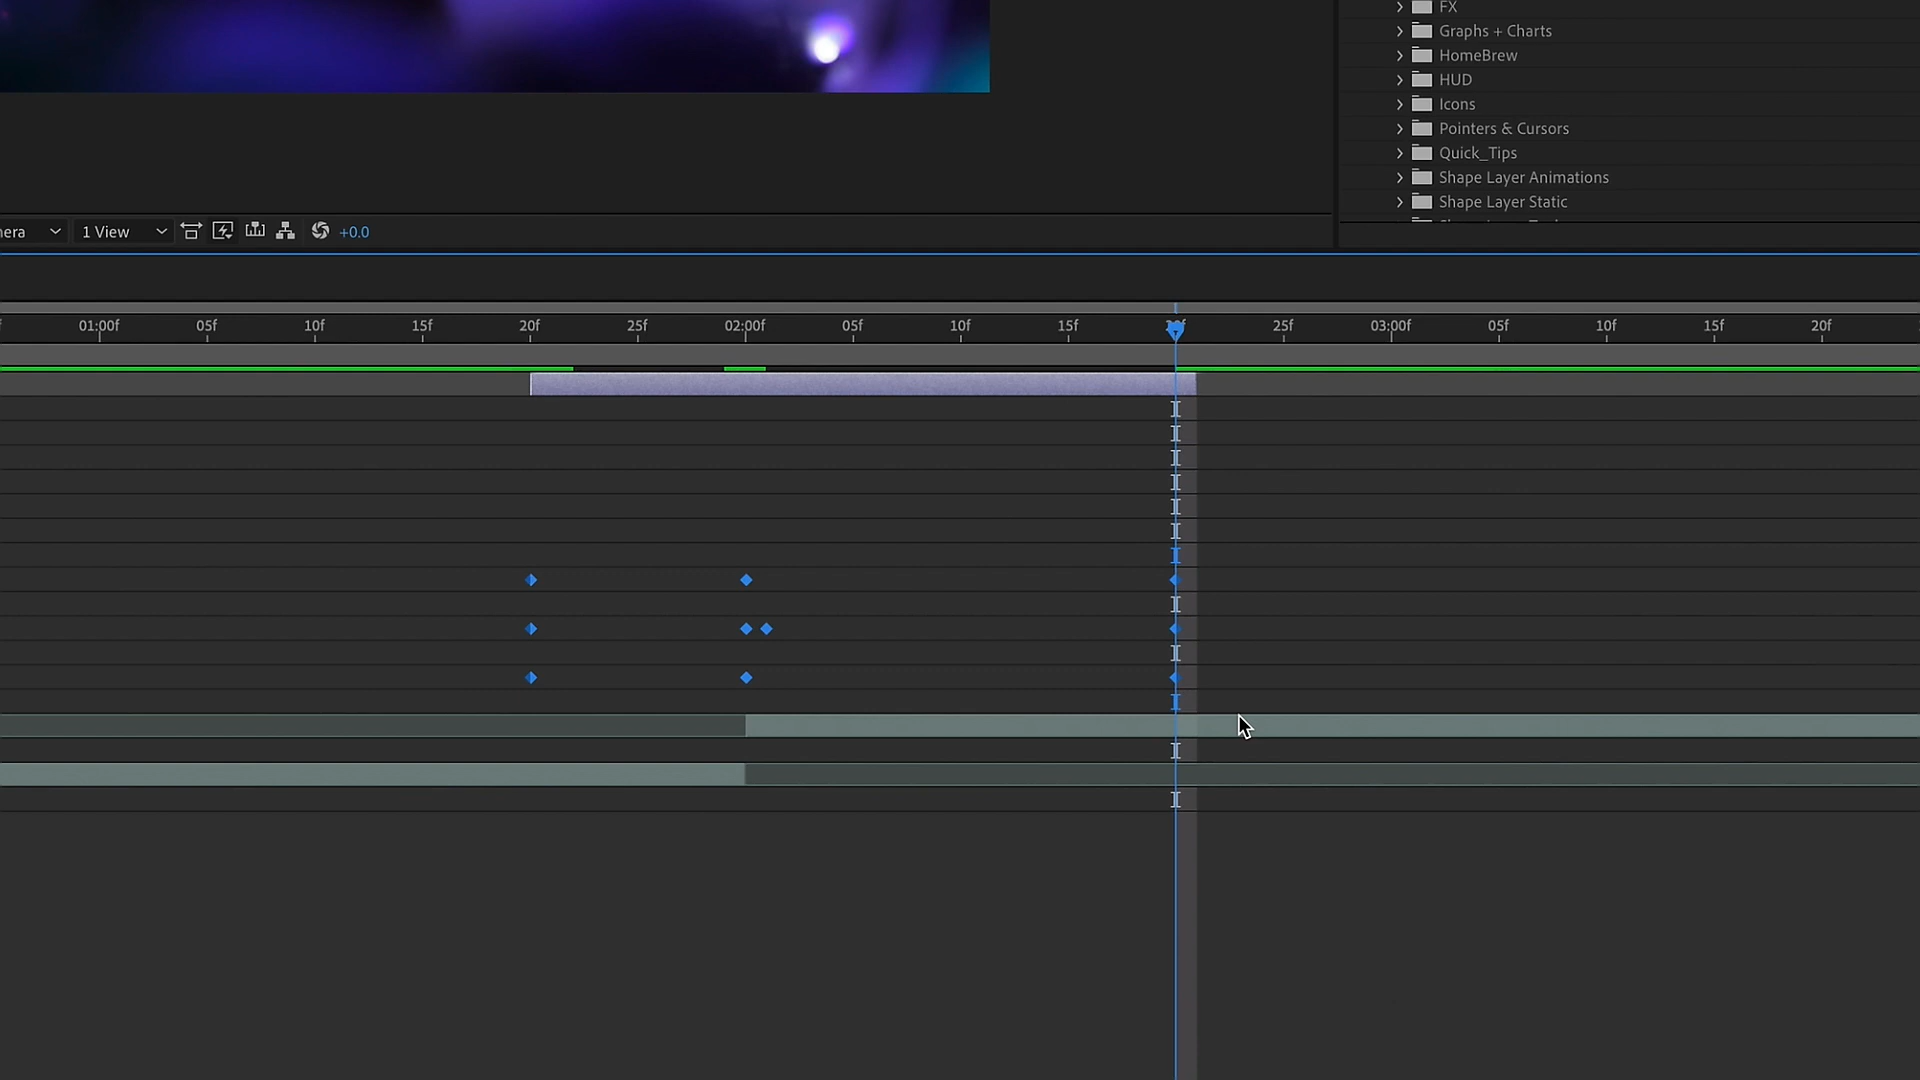 FX
Graphs + Charts
HomeBrew
HUD
Icons
Pointers & Cursors
Quick_Tips
Shape Layer Animations
Shape Layer Static
era 1 View +0.0
01:00f 05f 10f 15f 20f 25f 02:00f 05f 10f 15f 25f 03:00f 05f 10f 15f 20f